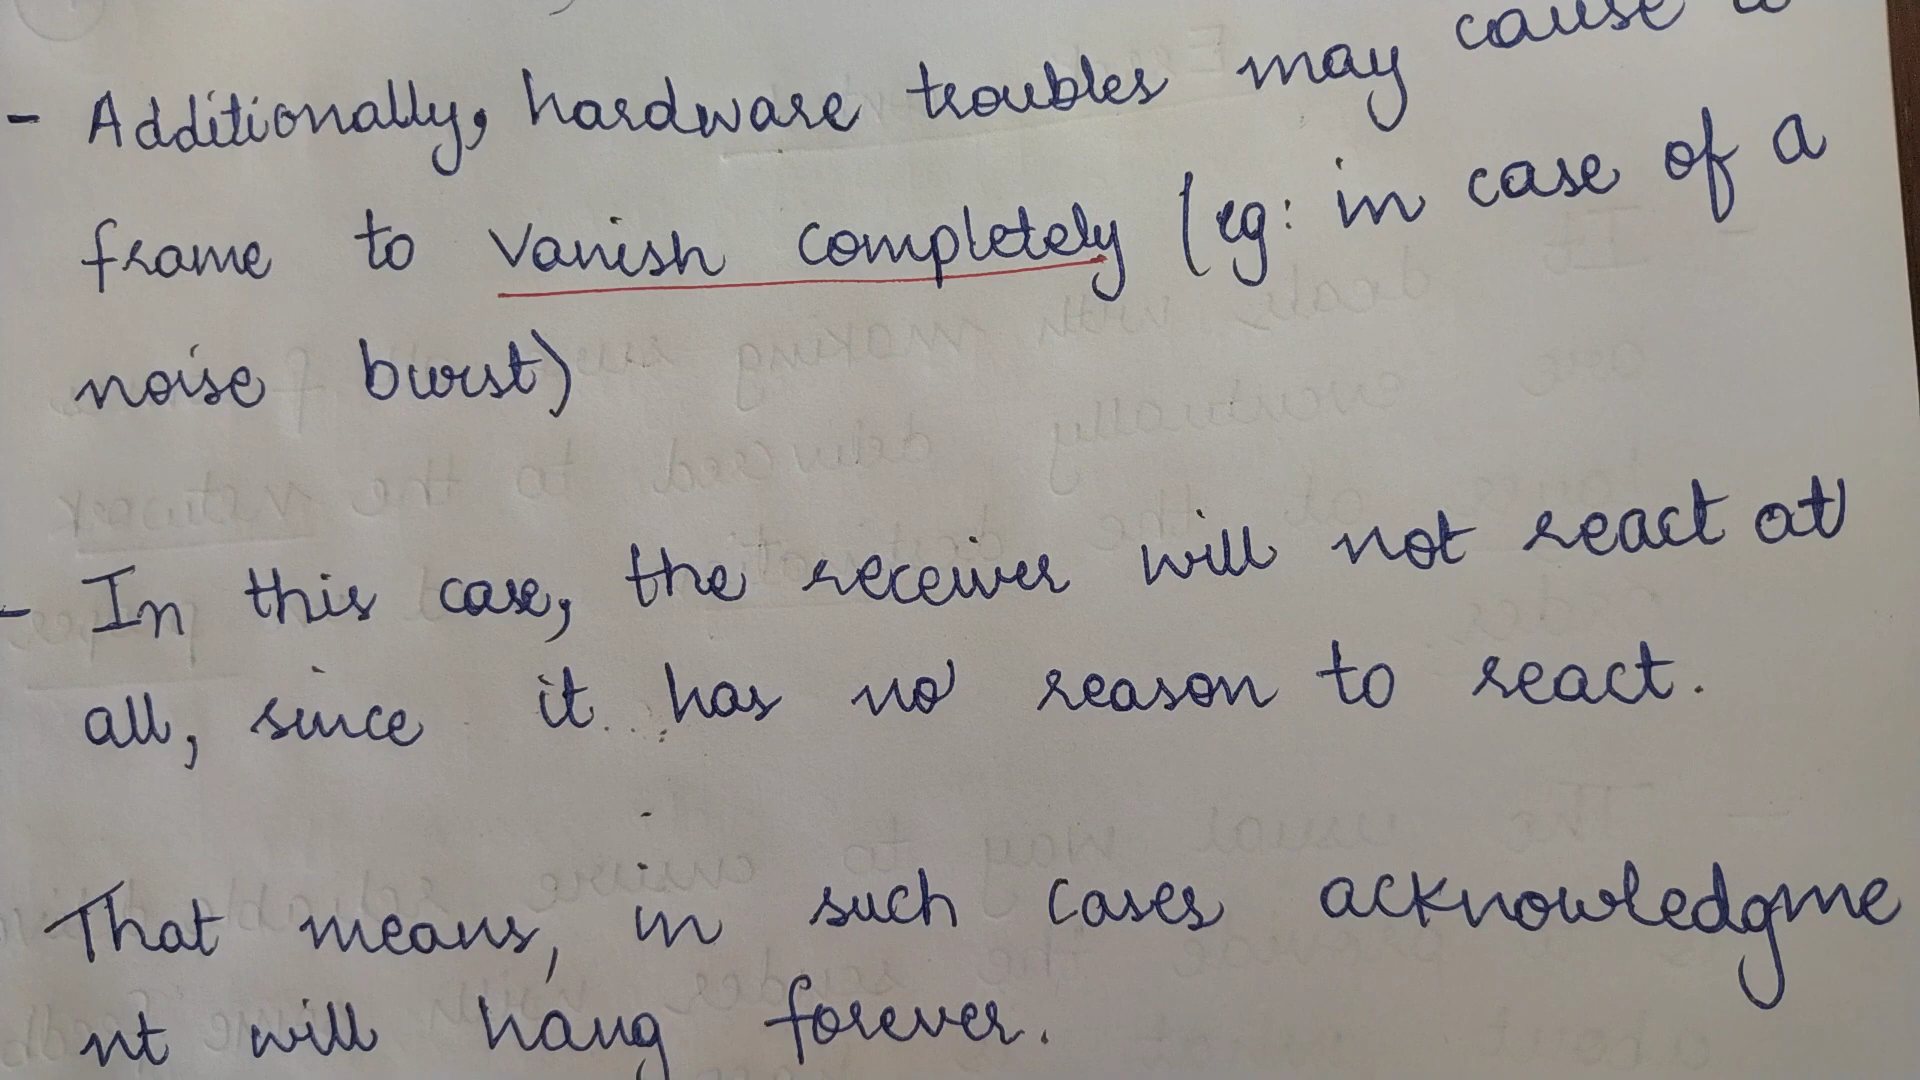 - Additionally, hardware troubles may cause a
frame to vanish completely (eg: in case of a
noise burst)
- In this case, the receiver will not react at
all, since it has no reason to react.
That means, in such cases acknowledgme
nt will hang forever.